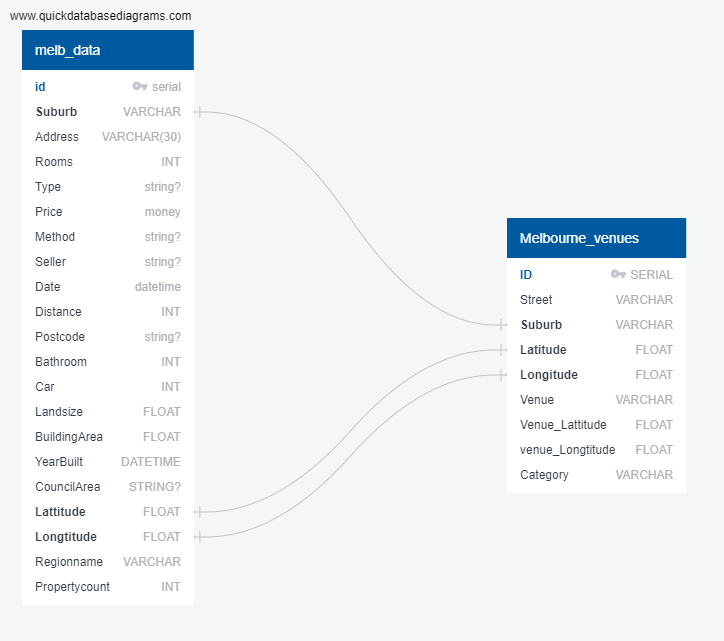 www.quickdatabasediagrams.com
melb_data
id serial
Suburb VARCHAR
Address VARCHAR(30)
Rooms INT
Type string?
Price money
Method string?
Seller string?
Date datetime
Distance INT
Postcode string?
Bathroom INT
Car INT
Landsize FLOAT
BuildingArea FLOAT
YearBuilt DATETIME
CouncilArea STRING?
Lattitude FLOAT
Longtitude FLOAT
Regionname VARCHAR
Propertycount INT
Melbourne_venues
ID SERIAL
Street VARCHAR
Suburb VARCHAR
Latitude FLOAT
Longitude FLOAT
Venue VARCHAR
Venue_Lattitude FLOAT
venue_Longtitude FLOAT
Category VARCHAR